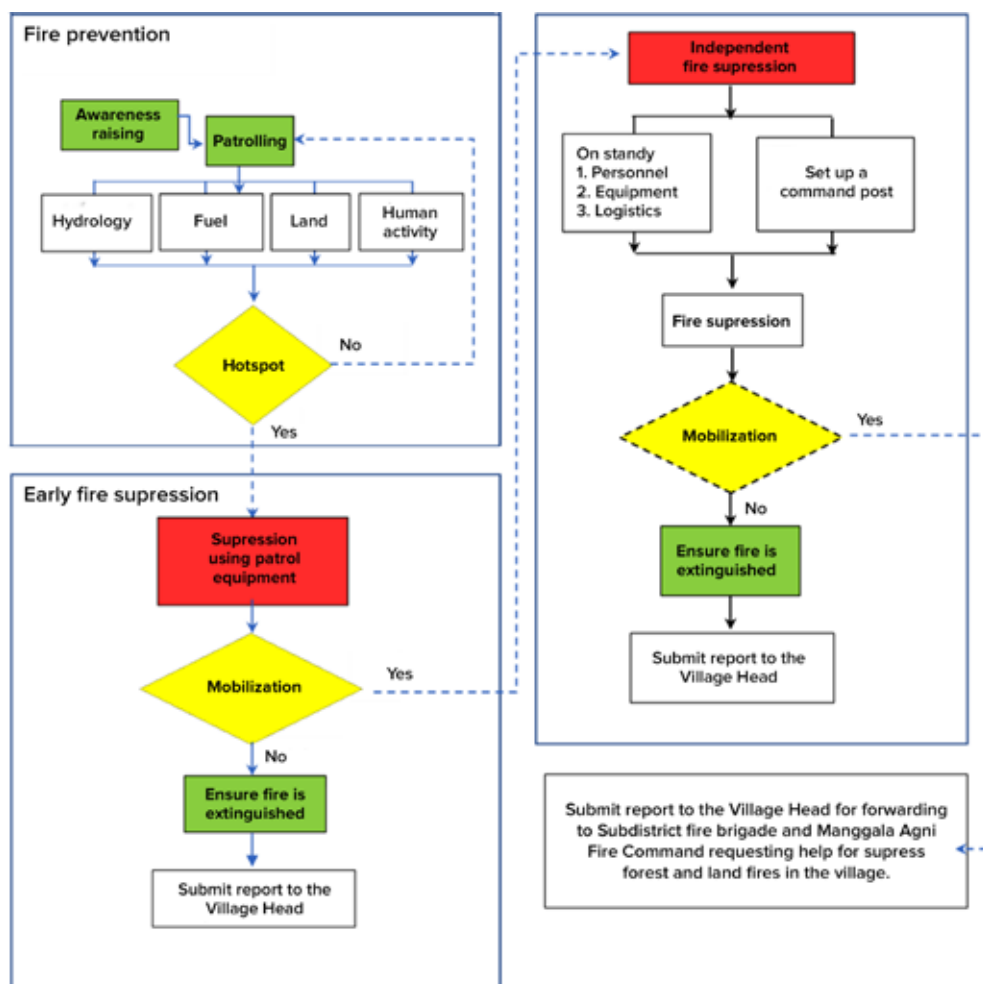 Fire prevention
Awareness
raising
Patrolling
Hydrology
Fuel
Land
Human
activity
Hotspot
No
Yes
Early fire supression
Supression
using patrol
equipment
Mobilization
Yes
No
Ensure fire is
extinguished
Submit report to the
Village Head
Independent
fire supression
On standy
1. Personnel
2. Equipment
3. Logistics
Set up a
command post
Fire supression
Mobilization
Yes
No
Ensure fire is
extinguished
Submit report to the
Village Head
Submit report to the Village Head for forwarding
to Subdistrict fire brigade and Manggala Agni
Fire Command requesting help for supress
forest and land fires in the village.